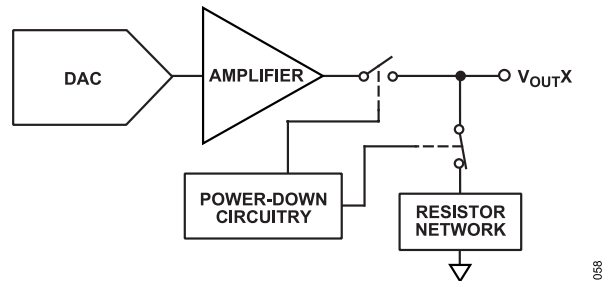 DAC
AMPLIFIER
VOUTX
POWER-DOWN
CIRCUITRY
RESISTOR
NETWORK
058